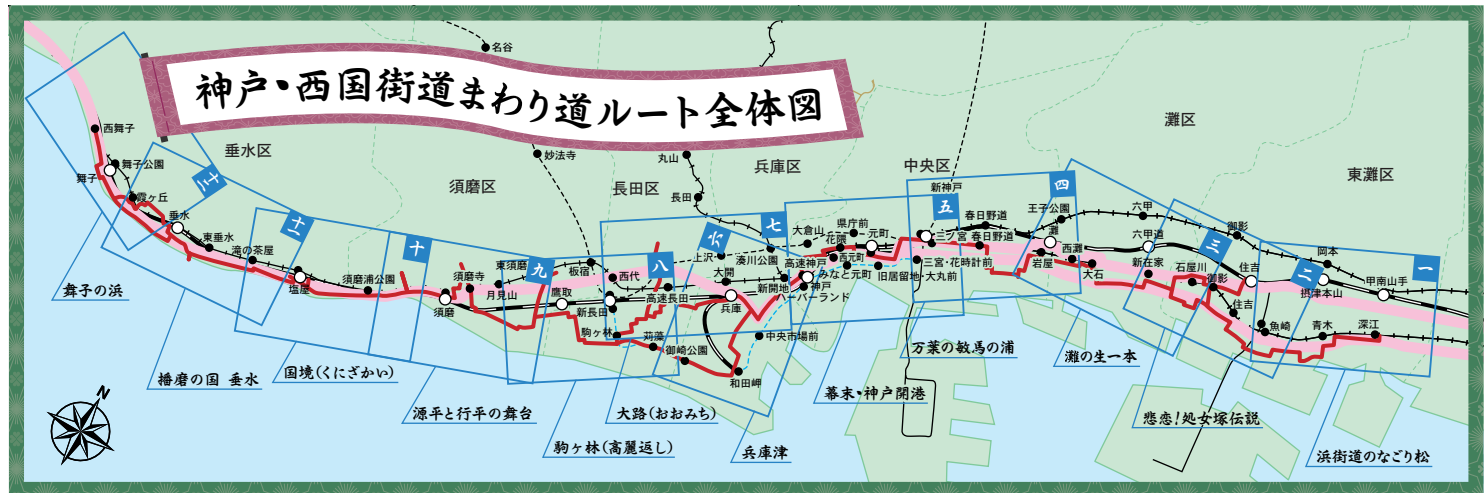 神戸・西国街道まわり道ルート全体図
名谷
西舞子
舞子公園
舞子
霞ヶ丘
垂水
東垂水
滝の茶屋
塩屋
須磨浦公園
須磨寺
須磨
月見山
東須磨
妙法寺
板宿
鷹取
西代
新長田
駒ヶ林
苅藻
御崎公園
高速長田
丸山
長田
上沢
大開
湊川公園
新開地
兵庫
和田岬
中央市場前
大倉山
高速神戸
神戸
ハーバーランド
県庁前
花隈
西元町
みなと元町
元町
旧居留地・大丸前
新神戸
三ノ宮
三宮・花時計前
春日野道
春日野道
王子公園
灘
岩屋
西灘
大石
六甲
六甲道
新在家
石屋川
御影
御影
住吉
住吉
魚崎
岡本
摂津本山
甲南山手
青木
深江
垂水区
須磨区
長田区
兵庫区
中央区
灘区
東灘区
十二
十一
十
九
八
七
六
五
四
三
二
一
舞子の浜
播磨の国 垂水
国境(くにざかい)
源平と行平の舞台
駒ヶ林(高麗返し)
大路(おおみち)
兵庫津
幕末・神戸開港
万葉の敏馬の浦
灘の生一本
悲恋!処女塚伝説
浜街道のなごり松
N